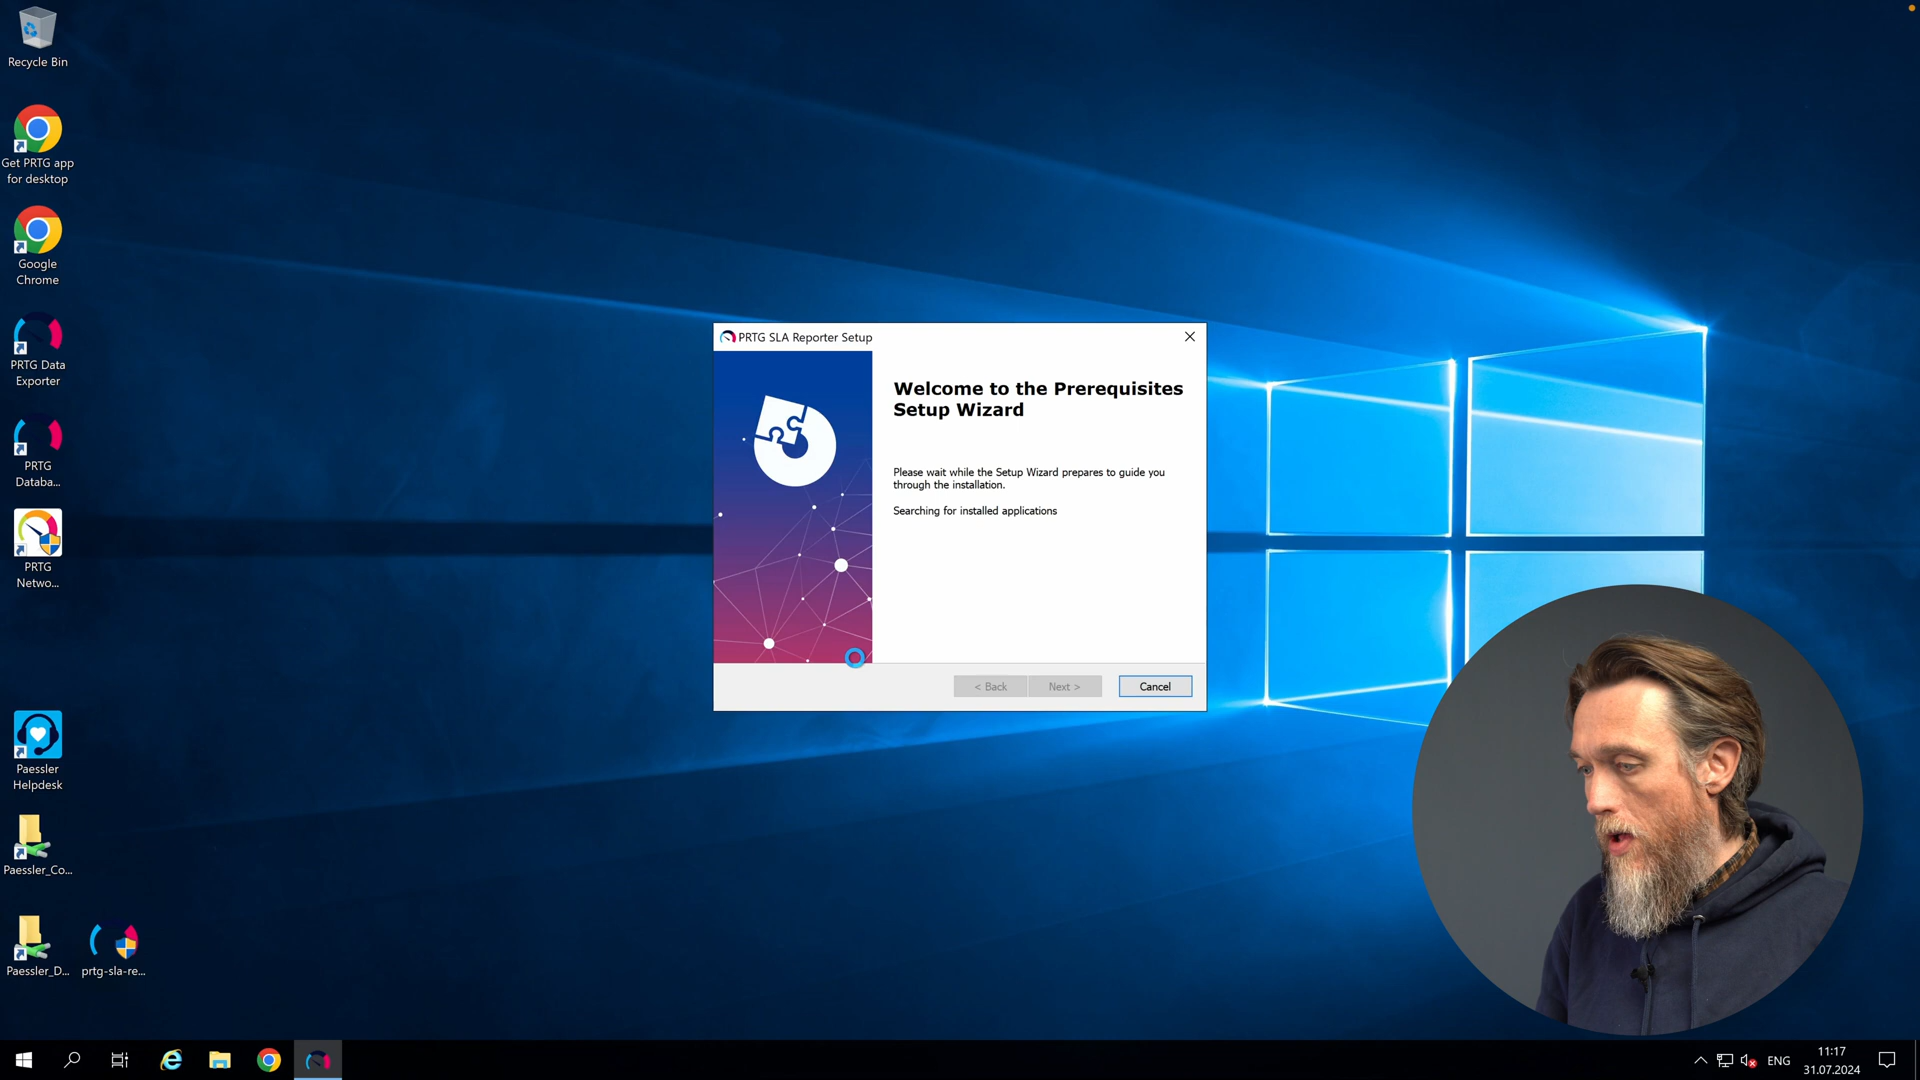 Recycle Bin
Get PRTG app
for desktop
Google
Chrome
PRTG Data
Exporter
PRTG
Databa...
PRTG
Netwo...
Paessler
Helpdesk
Paessler_Co...
Paessler_D...
prtg-sla-re...
PRTG SLA Reporter Setup
Welcome to the Prerequisites
Setup Wizard
Please wait while the Setup Wizard prepares to guide you
through the installation.
Searching for installed applications
< Back
Next >
Cancel
ENG
11:17
31.07.2024